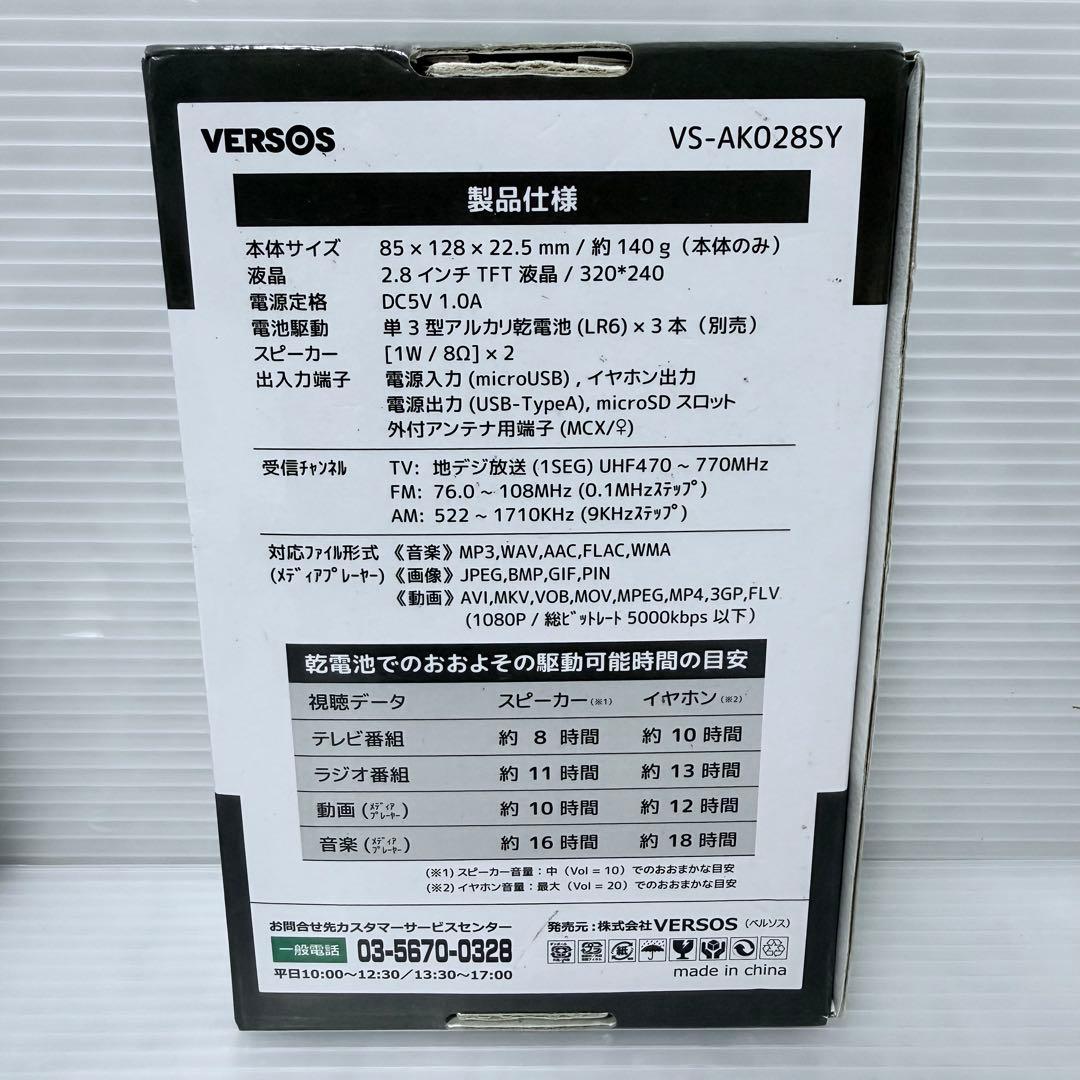 VERSOS
VS-AK028SY
製品仕様
本体サイズ 85 × 128 × 22.5 mm / 約 140 g（本体のみ）
液晶 2.8 インチ TFT 液晶 / 320*240
電源定格 DC5V 1.0A
電池駆動 単 3 型アルカリ乾電池 (LR6) × 3 本（別売）
スピーカー [1W / 8Ω] × 2
出入力端子 電源入力 (microUSB) , イヤホン出力
電源出力 (USB-TypeA), microSD スロット
外付アンテナ用端子 (MCX/♀)
受信ﾁｬﾝﾈﾙ TV: 地デジ放送 (1SEG) UHF470 ~ 770MHz
FM: 76.0 ~ 108MHz (0.1MHzｽﾃｯﾌﾟ)
AM: 522 ~ 1710KHz (9KHzｽﾃｯﾌﾟ)
対応ﾌｧｲﾙ形式 《音楽》 MP3,WAV,AAC,FLAC,WMA
(ﾒﾃﾞｨｱﾌﾟﾚｰﾔｰ) 《画像》 JPEG,BMP,GIF,PIN
《動画》 AVI,MKV,VOB,MOV,MPEG,MP4,3GP,FLV
(1080P / 総ﾋﾞｯﾄﾚｰﾄ 5000kbps 以下)
乾電池でのおおよその駆動可能時間の目安
視聴データ スピーカー(※1) イヤホン(※2)
テレビ番組 約 8 時間 約 10 時間
ラジオ番組 約 11 時間 約 13 時間
動画 (ﾒﾃﾞｨｱﾌﾟﾚｰﾔｰ) 約 10 時間 約 12 時間
音楽 (ﾒﾃﾞｨｱﾌﾟﾚｰﾔｰ) 約 16 時間 約 18 時間
(※1) スピーカー音量：中（Vol = 10）でのおおまかな目安
(※2) イヤホン音量：最大（Vol = 20）でのおおまかな目安
お問合せ先カスタマーサービスセンター
一般電話 03-5670-0328
平日10:00～12:30／13:30～17:00
発売元：株式会社VERSOS（ベルソス）
made in china